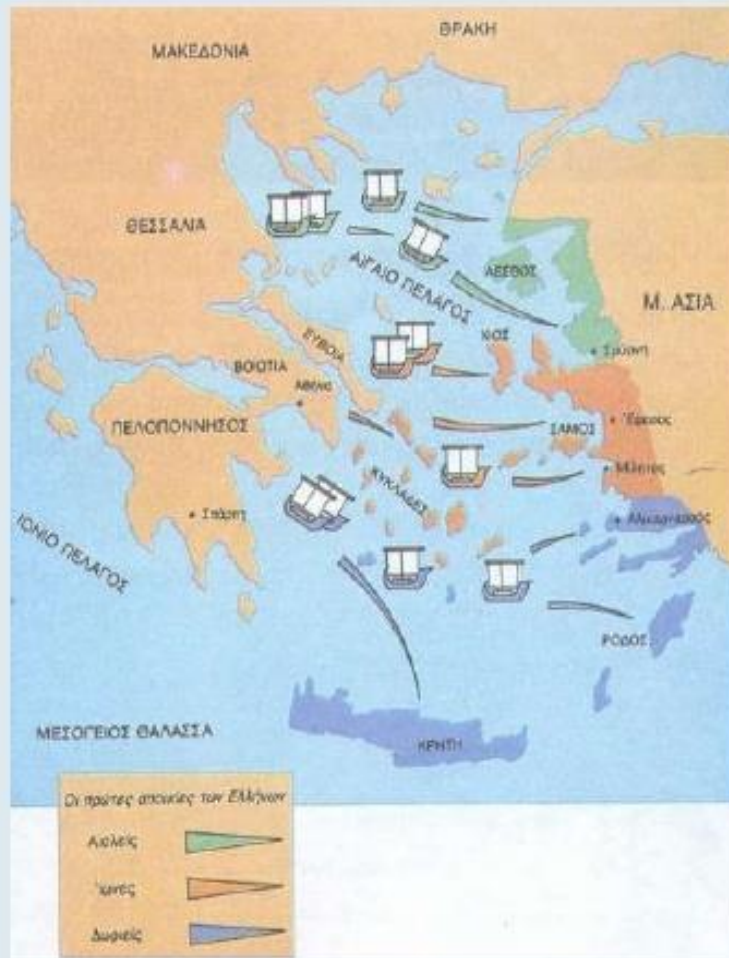 ΘΡΑΚΗ
ΜΑΚΕΔΟΝΙΑ
ΘΕΣΣΑΛΙΑ
ΑΙΓΑΙΟ ΠΕΛΑΓΟΣ
ΛΕΣΒΟΣ
Μ. ΑΣΙΑ
ΕΥΒΟΙΑ
ΧΙΟΣ
Σμύρνη
ΒΟΙΩΤΙΑ
Αθήνα
ΠΕΛΟΠΟΝΝΗΣΟΣ
ΣΑΜΟΣ
Έφεσος
Μίλητος
ΚΥΚΛΑΔΕΣ
Σπάρτη
Αλικαρνασσός
ΙΟΝΙΟ ΠΕΛΑΓΟΣ
ΡΟΔΟΣ
ΜΕΣΟΓΕΙΟΣ ΘΑΛΑΣΣΑ
ΚΡΗΤΗ
Οι πρώτες αποικίες των Ελλήνων
Αιολείς
Ίωνες
Δωριείς